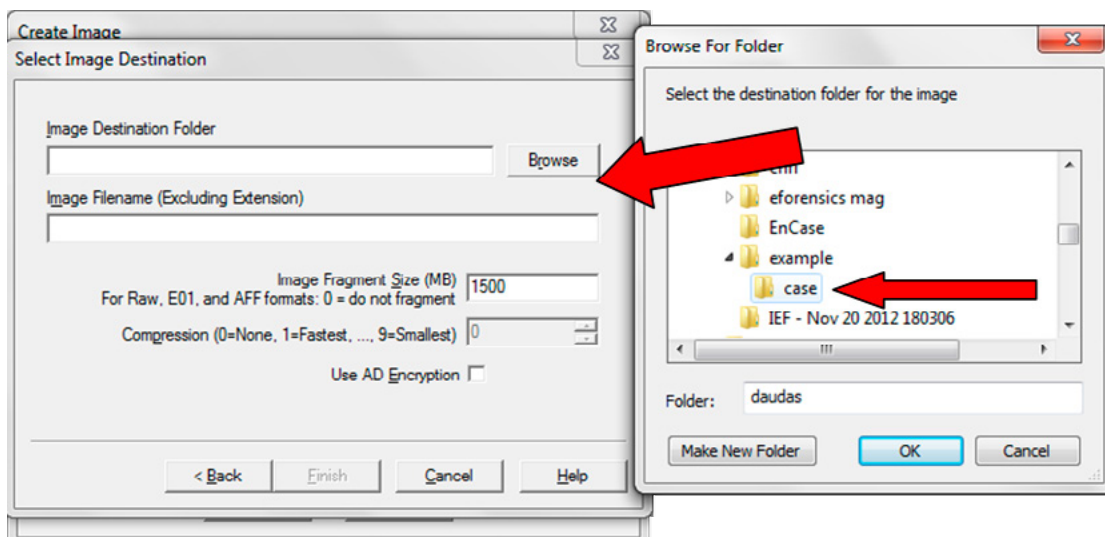 Create Image
Select Image Destination
Image Destination Folder
Browse
Image Filename (Excluding Extension)
Image Fragment Size (MB)
1500
For Raw, E01, and AFF formats: 0 = do not fragment
Compression (0=None, 1=Fastest, ..., 9=Smallest)
0
Use AD Encryption
< Back
Finish
Cancel
Help
Browse For Folder
Select the destination folder for the image
eforensics mag
EnCase
example
case
IEF - Nov 20 2012 180306
Folder:
daudas
Make New Folder
OK
Cancel